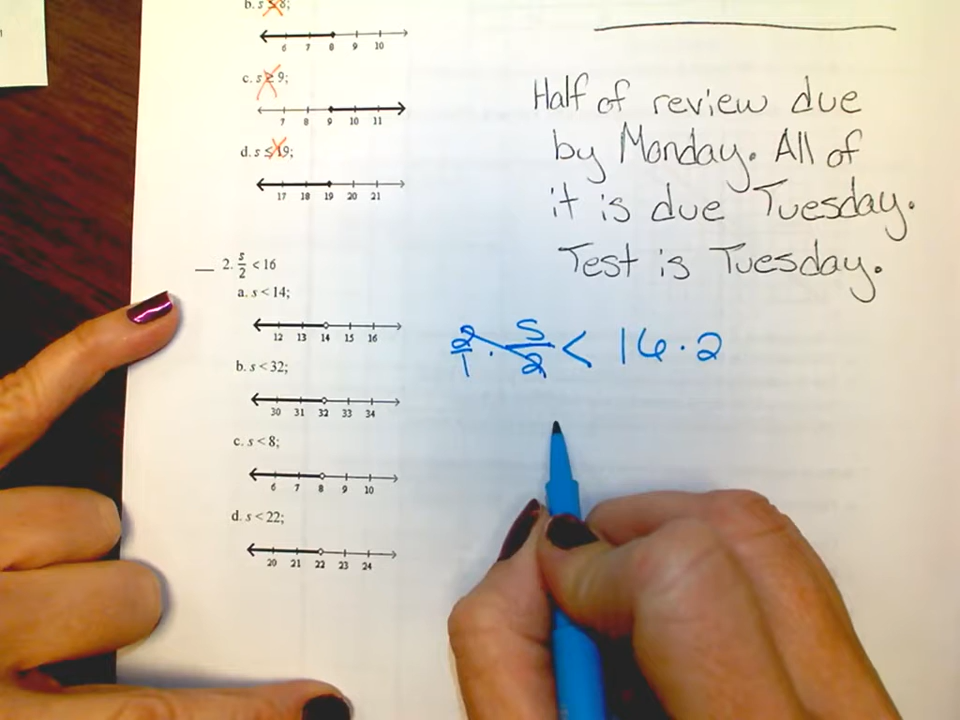 b. s ≤ 8;
6 7 8 9 10
c. s ≥ 9;
7 8 9 10 11
d. s ≤ 19;
17 18 19 20 21
Half of review due
by Monday. All of
it is due Tuesday.
Test is Tuesday.
2. s/2 < 16
a. s < 14;
12 13 14 15 16
b. s < 32;
30 31 32 33 34
c. s < 8;
6 7 8 9 10
d. s < 22;
20 21 22 23 24
2/1 · s/2 < 16 · 2